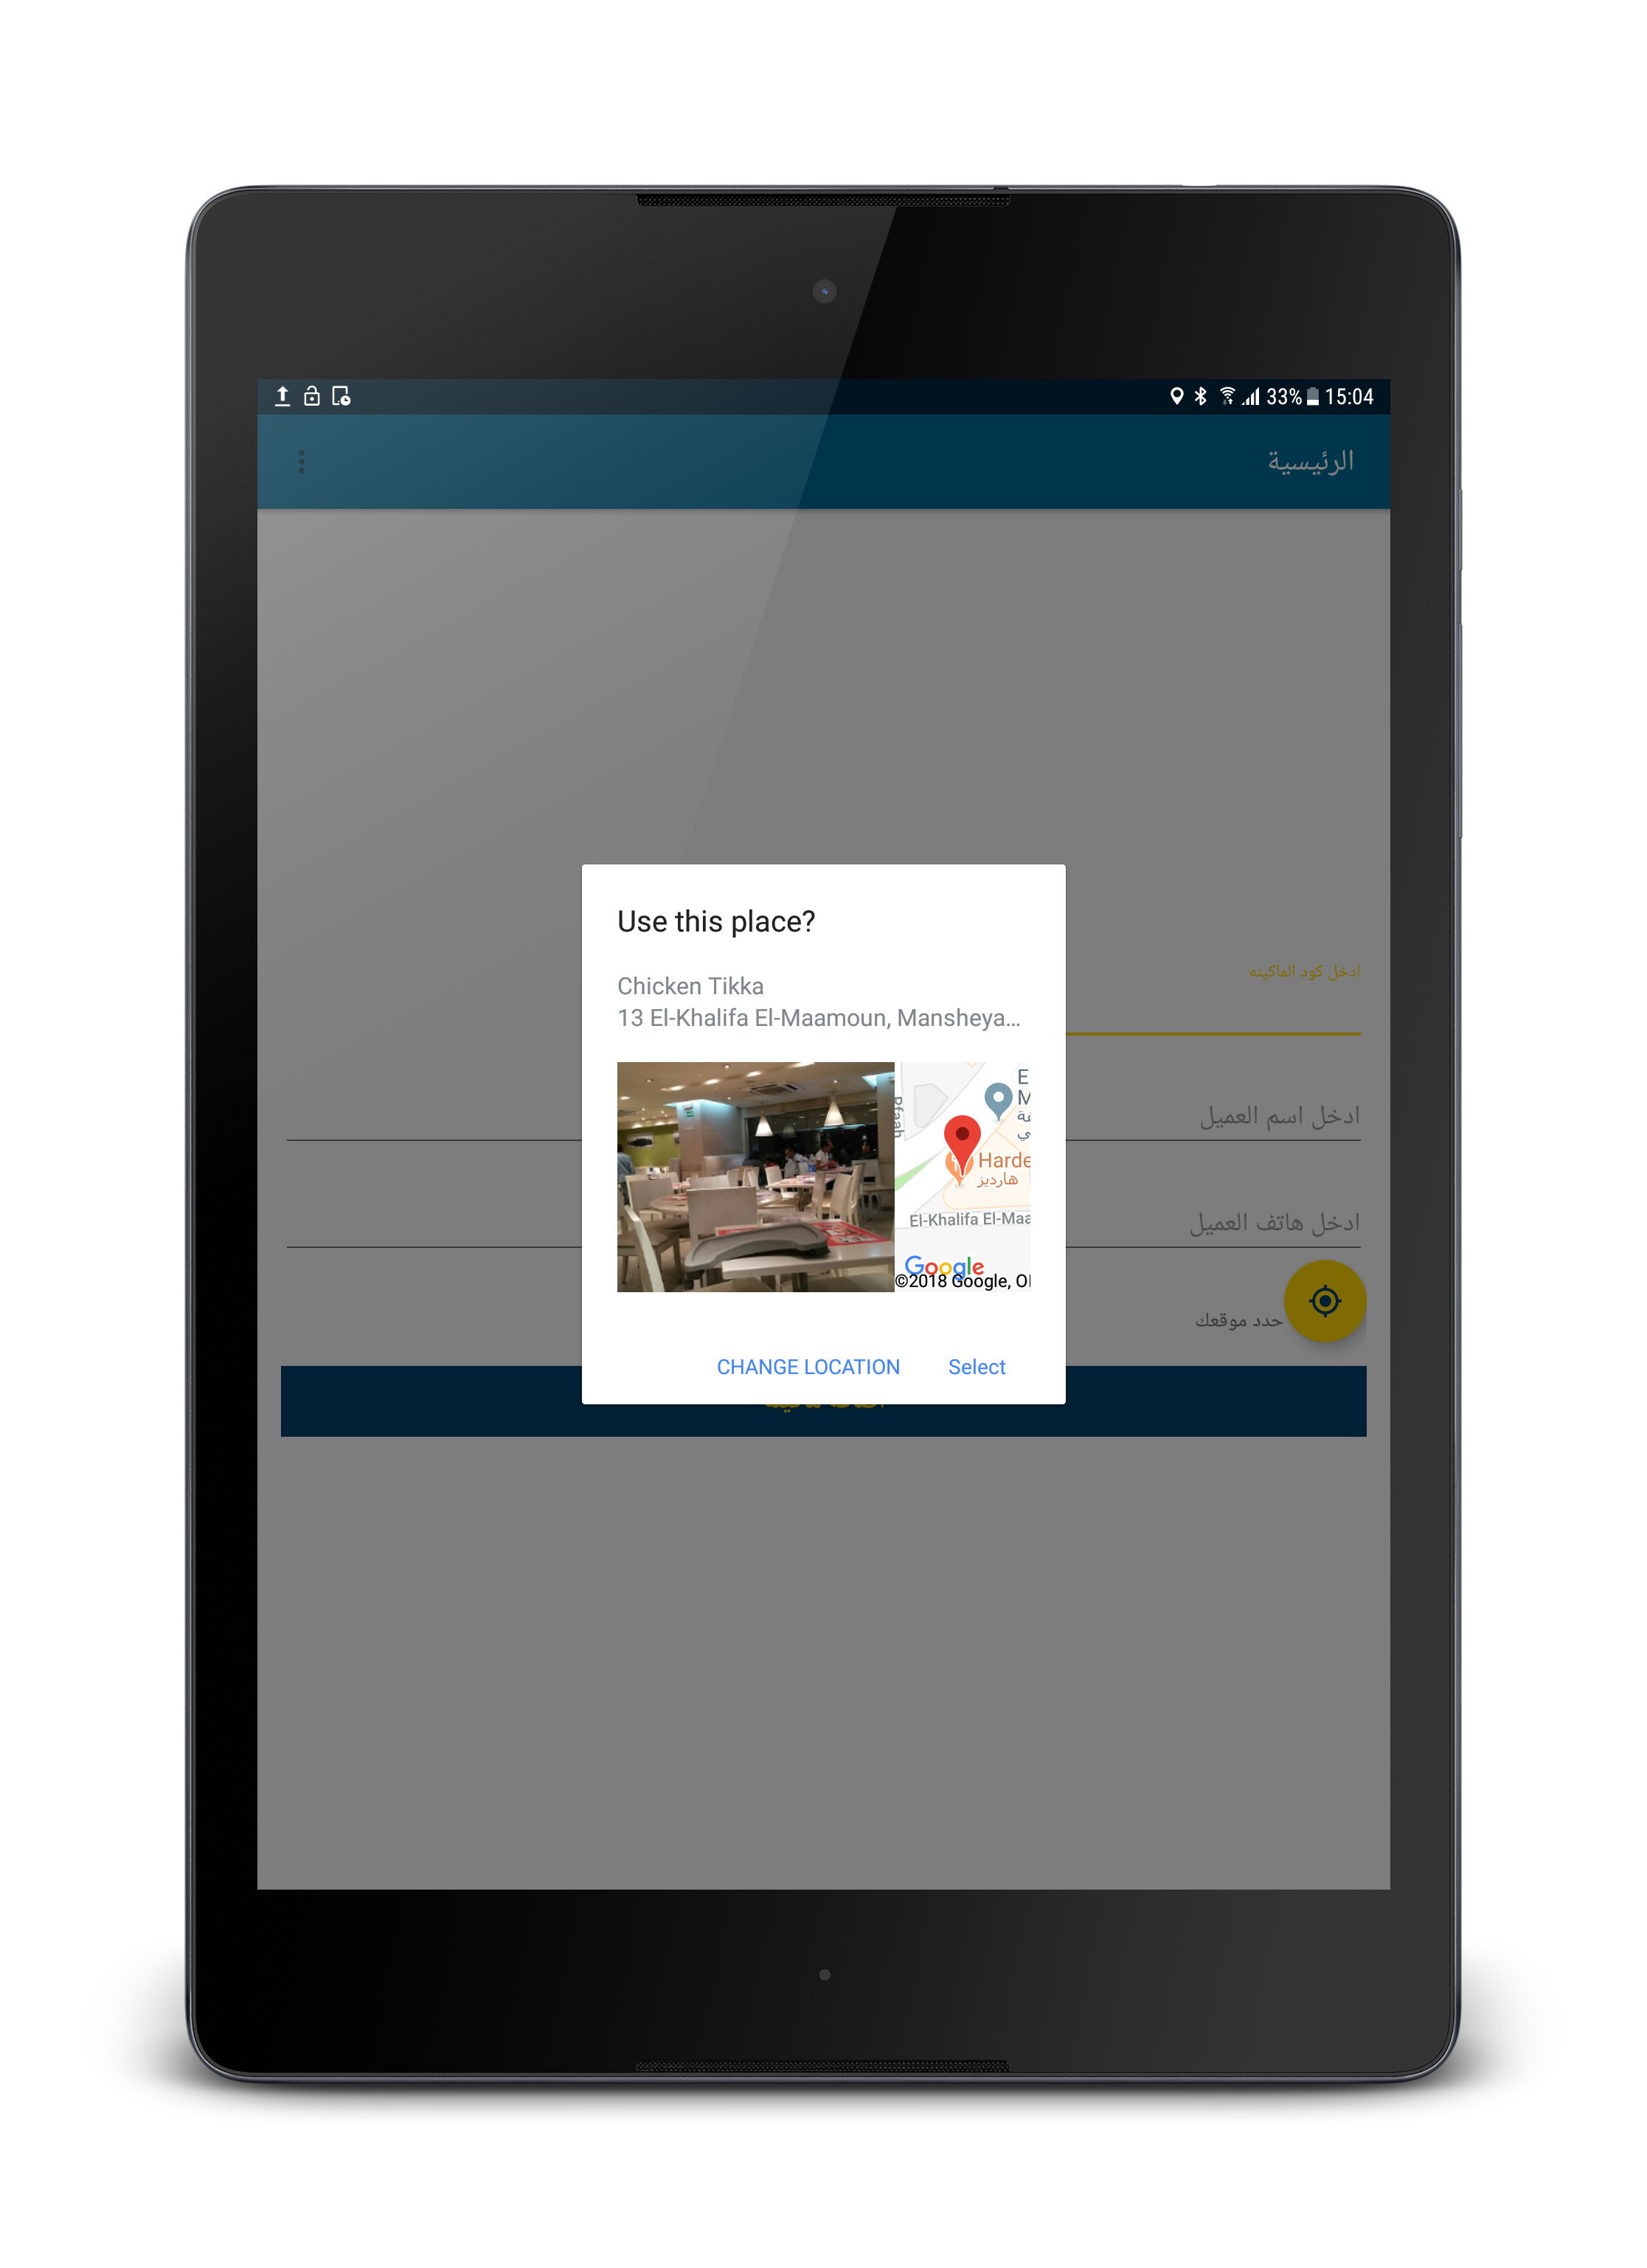 33% 15:04
الرئيسية
Use this place?
Chicken Tikka
13 El-Khalifa El-Maamoun, Mansheya...
ادخل كود الماكينه
ادخل اسم العميل
ادخل هاتف العميل
حدد موقعك
Harde
هارديز
El-Khalifa El-Maa
Google
©2018 Google, O
CHANGE LOCATION Select